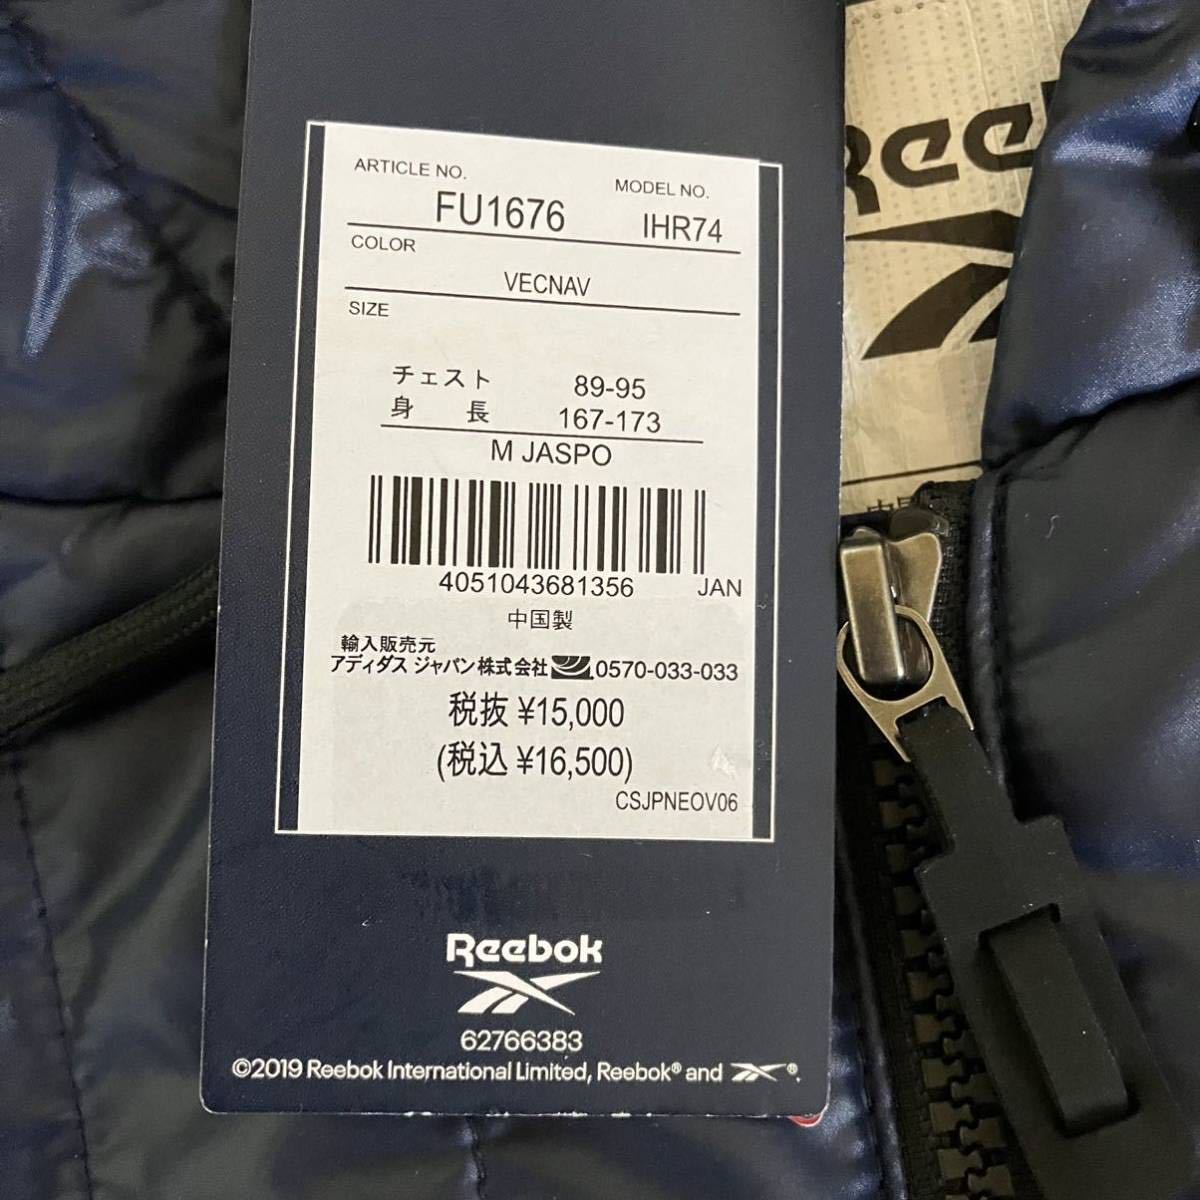 ARTICLE NO.
MODEL NO.
FU1676
IHR74
COLOR
VECNAV
SIZE
チェスト 89-95
身 長 167-173
M JASPO
4051043681356 JAN
中国製
輸入販売元
アディダス ジャパン株式会社 0570-033-033
税抜 ¥15,000
(税込 ¥16,500)
CSJPNEOV06
Reebok
62766383
©2019 Reebok International Limited, Reebok® and ®.
Reeb